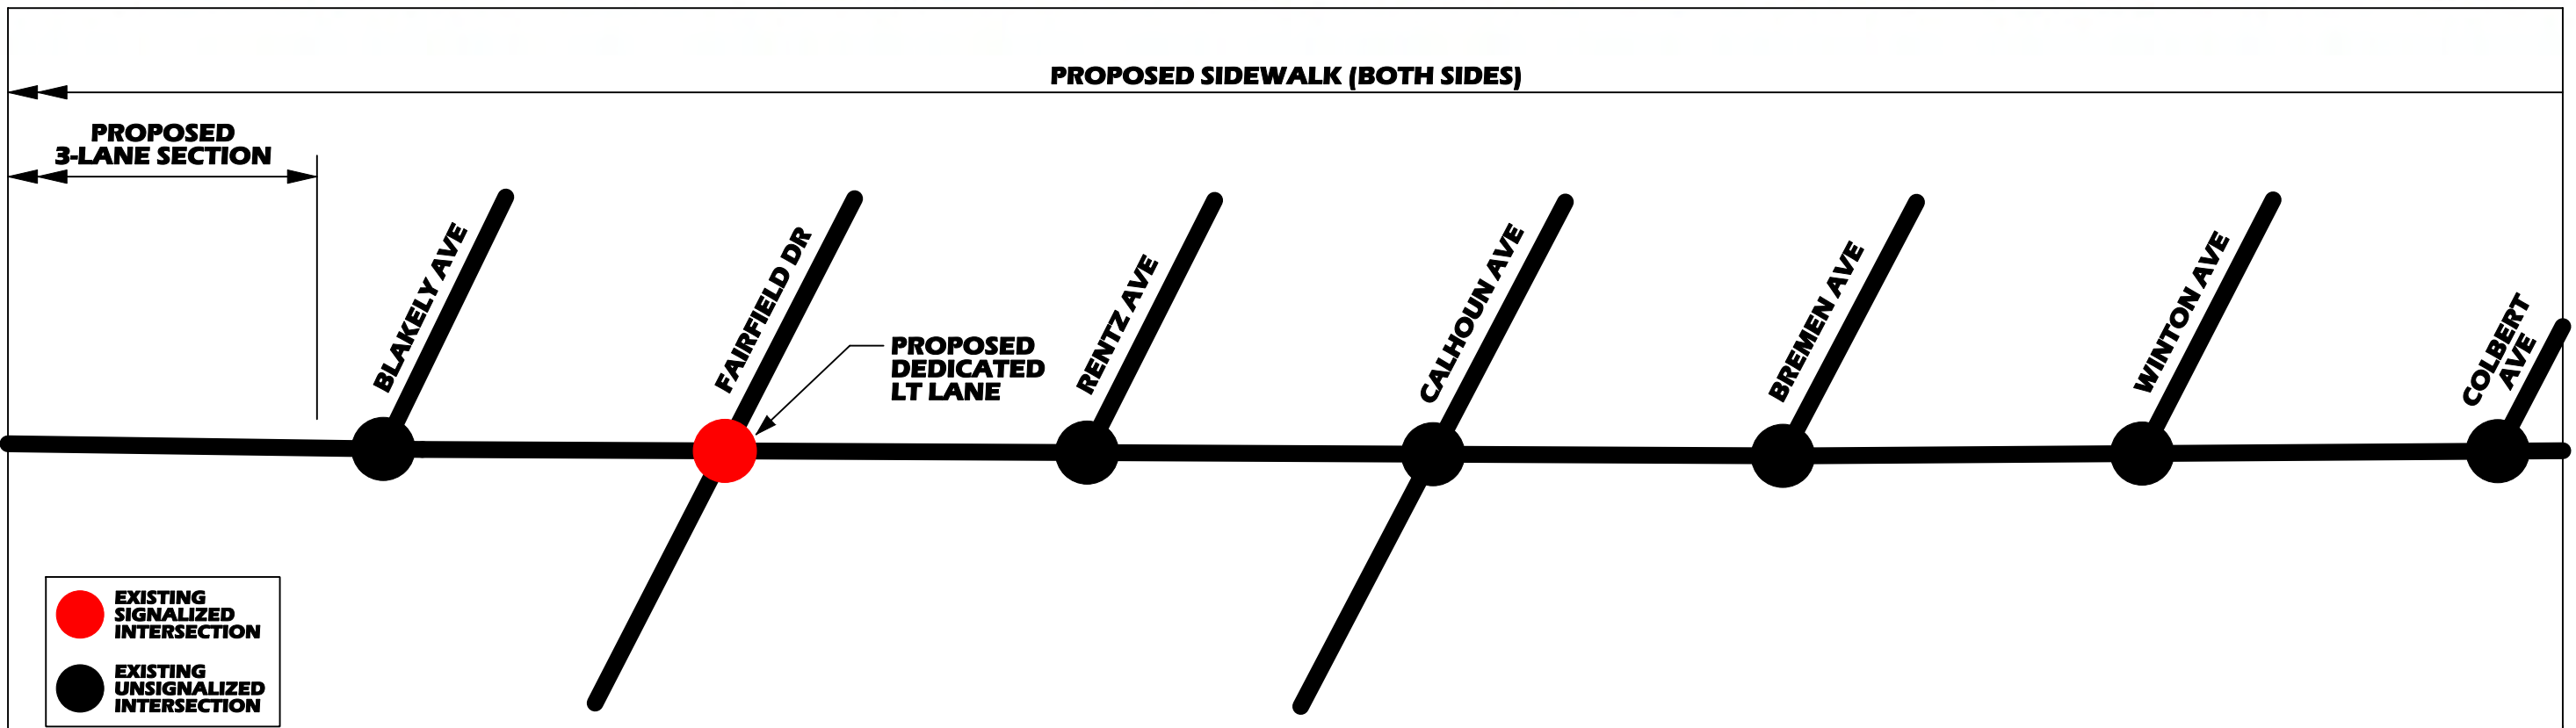 PROPOSED SIDEWALK (BOTH SIDES)
PROPOSED
3-LANE SECTION
BLAKELY AVE
FAIRFIELD DR
PROPOSED
DEDICATED
LT LANE
RENTZ AVE
CALHOUN AVE
BREMEN AVE
WINTON AVE
COLBERT
AVE
EXISTING
SIGNALIZED
INTERSECTION
EXISTING
UNSIGNALIZED
INTERSECTION